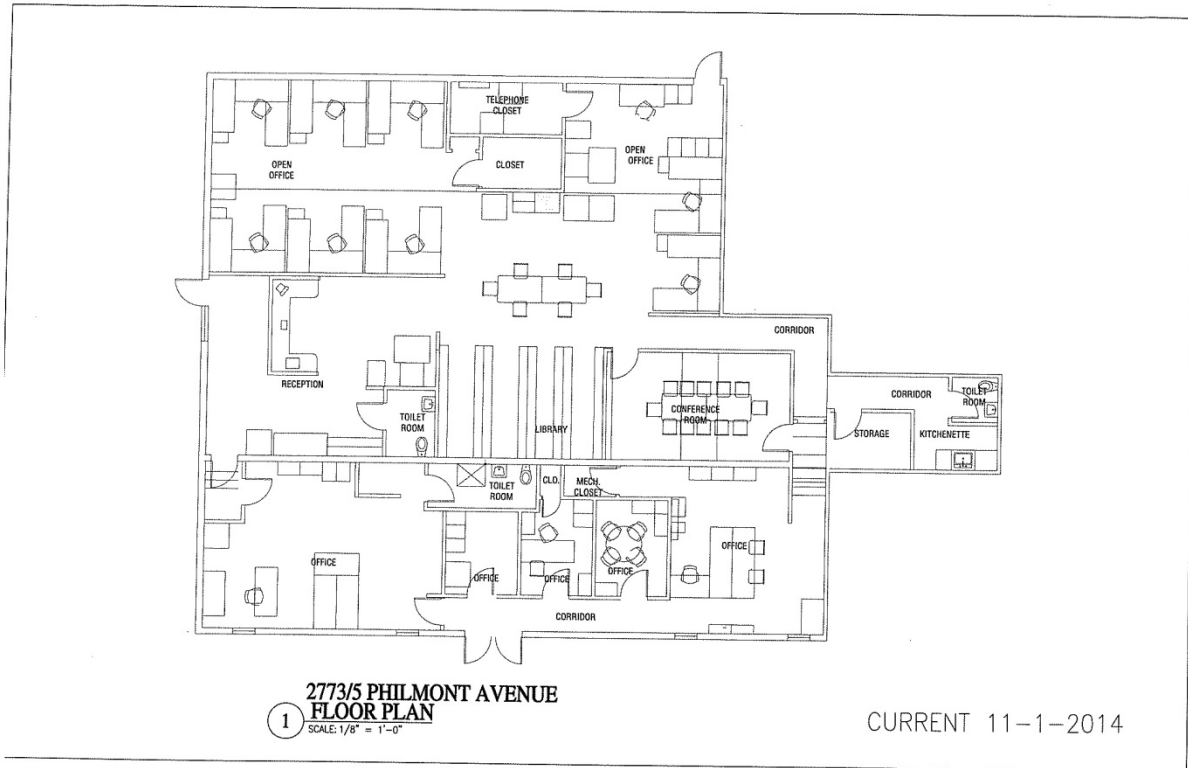 TELEPHONE
CLOSET
OPEN
OFFICE
CLOSET
OPEN
OFFICE
CORRIDOR
RECEPTION
TOILET
ROOM
LIBRARY
CONFERENCE
ROOM
CORRIDOR
TOILET
ROOM
STORAGE
KITCHENETTE
TOILET
ROOM
CLO.
MECH.
CLOSET
OFFICE
OFFICE
OFFICE
OFFICE
OFFICE
CORRIDOR
1
2773/5 PHILMONT AVENUE
FLOOR PLAN
SCALE: 1/8" = 1'-0"
CURRENT 11-1-2014